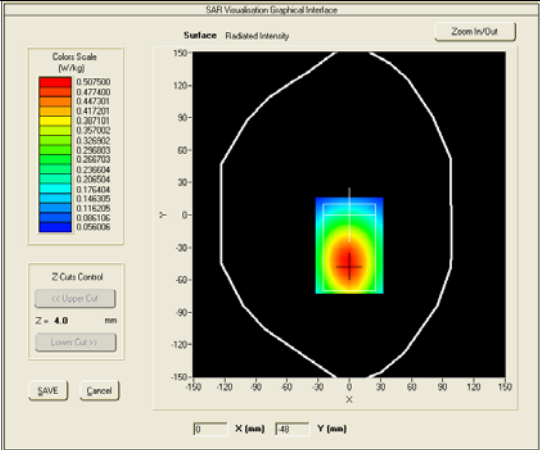 SAR Visualisation Graphical Interface
Surface Radiated Intensity
Zoom In/Out
Colors Scale
(W/kg)
0.507500
0.477400
0.447301
0.417201
0.387101
0.357002
0.326902
0.296803
0.266703
0.236604
0.206504
0.176404
0.146305
0.116205
0.086106
0.056006
150-
120-
90-
60-
30-
Y
0-
-30-
-60-
-90-
-120-
-150-
-150 -120 -90 -60 -30 0 30 60 90 120 150
X
Z-Cuts Control
<< Upper Cut
Z = 4.0 mm
Lower Cut >>
SAVE Cancel
0 X (mm) -48 Y (mm)